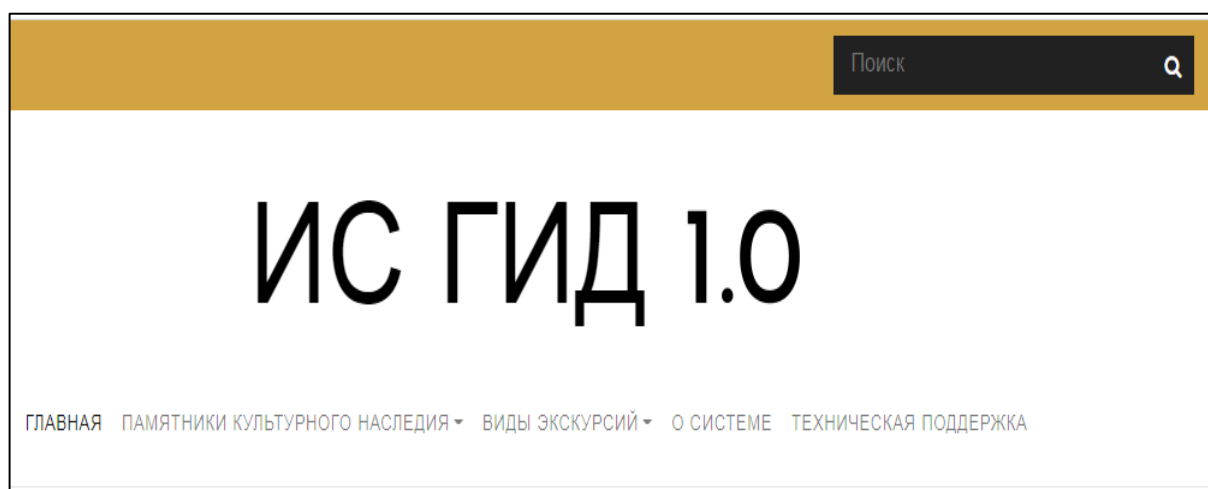 Поиск
ИС ГИД 1.0
ГЛАВНАЯ ПАМЯТНИКИ КУЛЬТУРНОГО НАСЛЕДИЯ ВИДЫ ЭКСКУРСИЙ О СИСТЕМЕ ТЕХНИЧЕСКАЯ ПОДДЕРЖКА